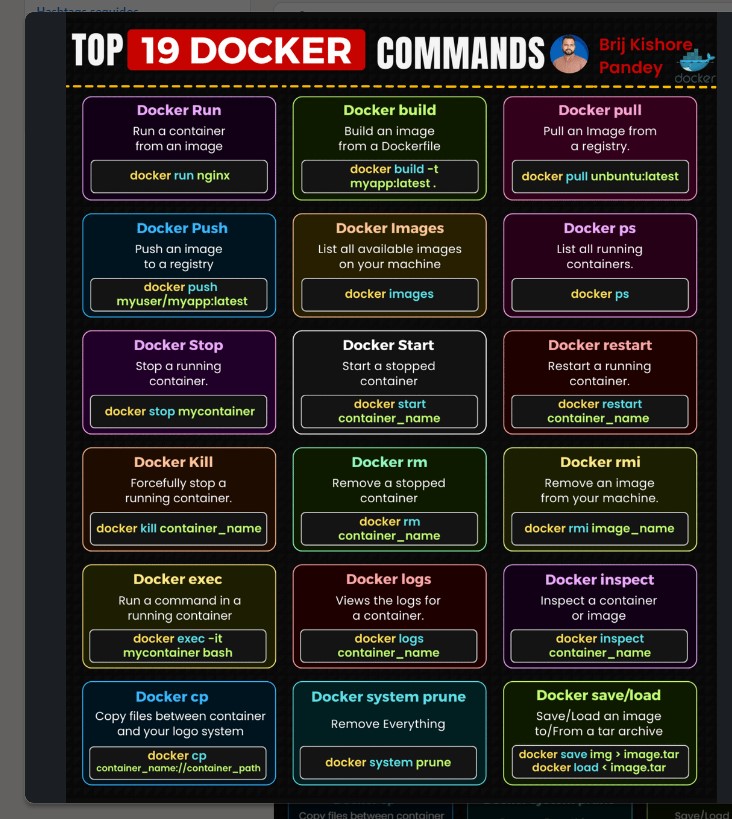 Hashtags seguidos
TOP 19 DOCKER COMMANDS
Brij Kishore
Pandey
docker
Docker Run
Run a container
from an image
docker run nginx
Docker build
Build an image
from a Dockerfile
docker build -t
myapp:latest .
Docker pull
Pull an Image from
a registry.
docker pull unbuntu:latest
Docker Push
Push an image
to a registry
docker push
myuser/myapp:latest
Docker Images
List all available images
on your machine
docker images
Docker ps
List all running
containers.
docker ps
Docker Stop
Stop a running
container.
docker stop mycontainer
Docker Start
Start a stopped
container
docker start
container_name
Docker restart
Restart a running
container.
docker restart
container_name
Docker Kill
Forcefully stop a
running container.
docker kill container_name
Docker rm
Remove a stopped
container
docker rm
container_name
Docker rmi
Remove an image
from your machine.
docker rmi image_name
Docker exec
Run a command in a
running container
docker exec -it
mycontainer bash
Docker logs
Views the logs for
a container.
docker logs
container_name
Docker inspect
Inspect a container
or image
docker inspect
container_name
Docker cp
Copy files between container
and your logo system
docker cp
container_name://container_path
Docker system prune
Remove Everything
docker system prune
Docker save/load
Save/Load an image
to/From a tar archive
docker save img > image.tar
docker load < image.tar
Copy files between container
Save/Load